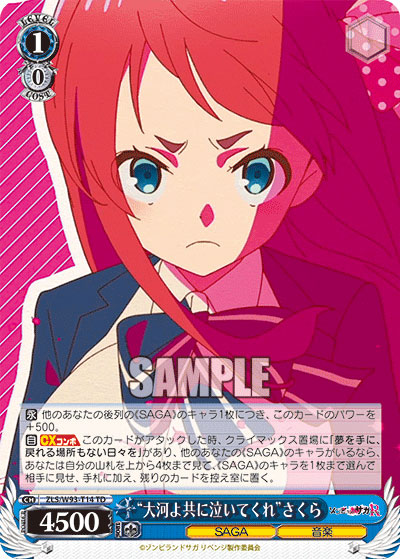 LEVEL
1
0
COST
SAMPLE
永 他のあなたの後列の《SAGA》のキャラ1枚につき、このカードのパワーを
+500。
自 CXコンボ このカードがアタックした時、クライマックス置場に「夢を手に、
戻れる場所もない日々を」があり、他のあなたの《SAGA》のキャラがいるなら、
あなたは自分の山札を上から4枚まで見て、《SAGA》のキャラを1枚まで選んで
相手に見せ、手札に加え、残りのカードを控え室に置く。
CH ZLS/W93-T14 TD
4500
“大河よ共に泣いてくれ”さくら
ゾンビランドサガR
SAGA 音楽
©ゾンビランドサガ リベンジ製作委員会